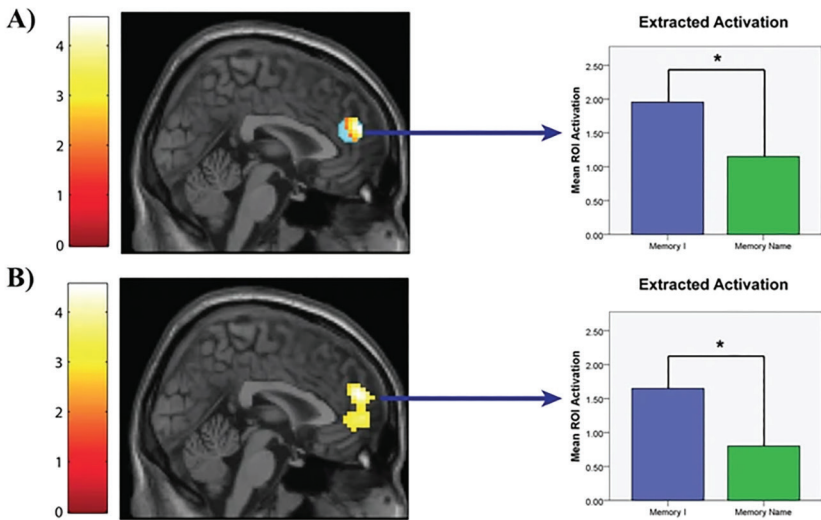 A)
4
3
2
1
0
Extracted Activation
Mean ROI Activation
2.50
2.00
1.50
1.00
0.50
0.00
*
Memory I
Memory Name
B)
4
3
2
1
0
Extracted Activation
Mean ROI Activation
2.50
2.00
1.50
1.00
0.50
0.00
*
Memory I
Memory Name